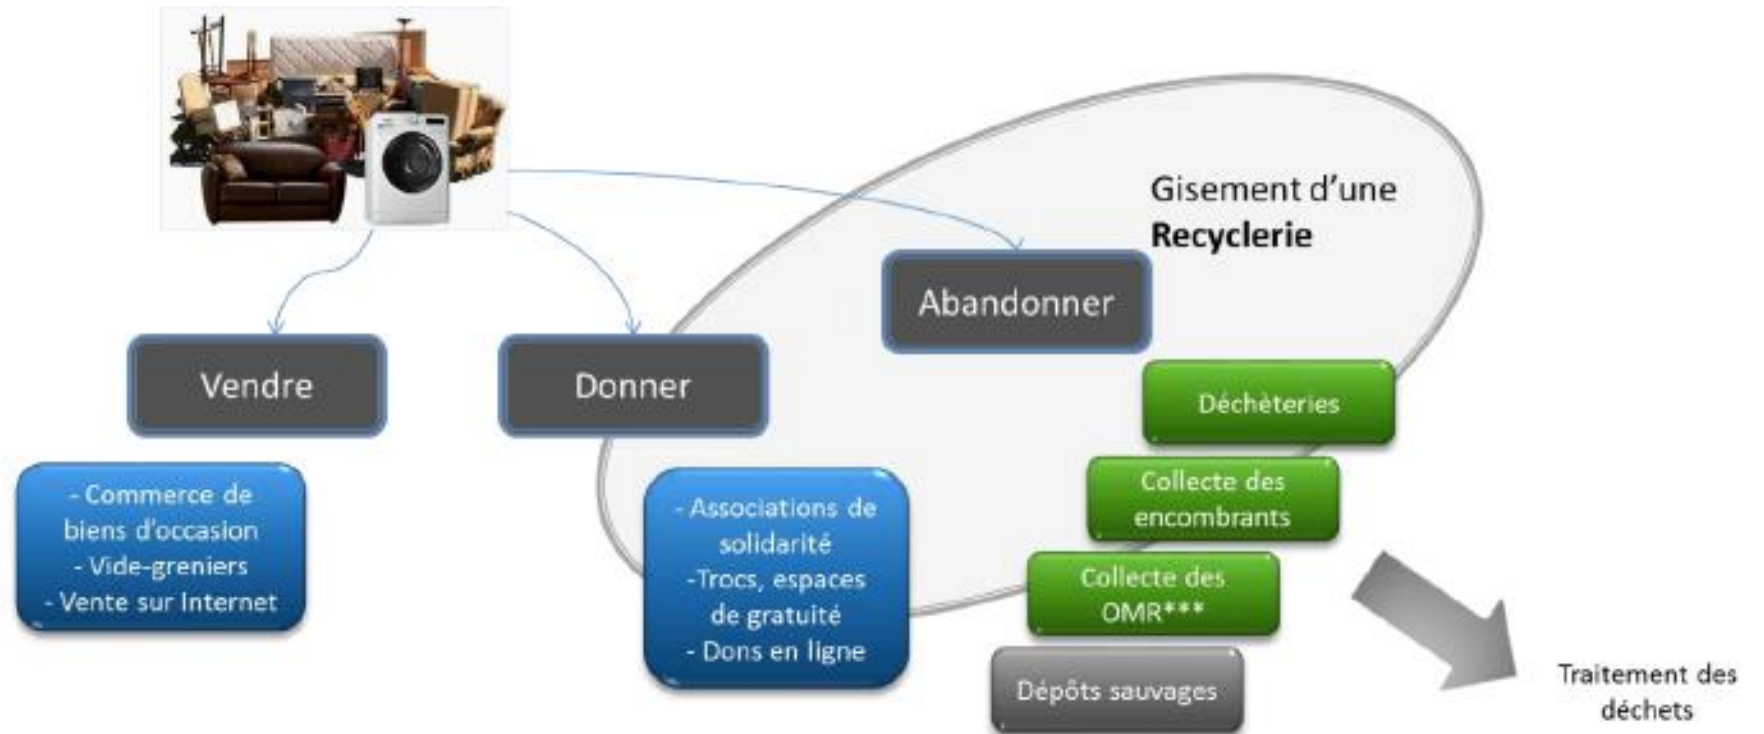 Gisement d'une
Recyclerie
Abandonner
Vendre
Donner
Déchèteries
- Commerce de
biens d'occasion
- Vide-greniers
- Vente sur Internet
- Associations de
solidarité
-Trocs, espaces
de gratuité
- Dons en ligne
Collecte des
encombrants
Collecte des
OMR***
Dépôts sauvages
Traitement des
déchets